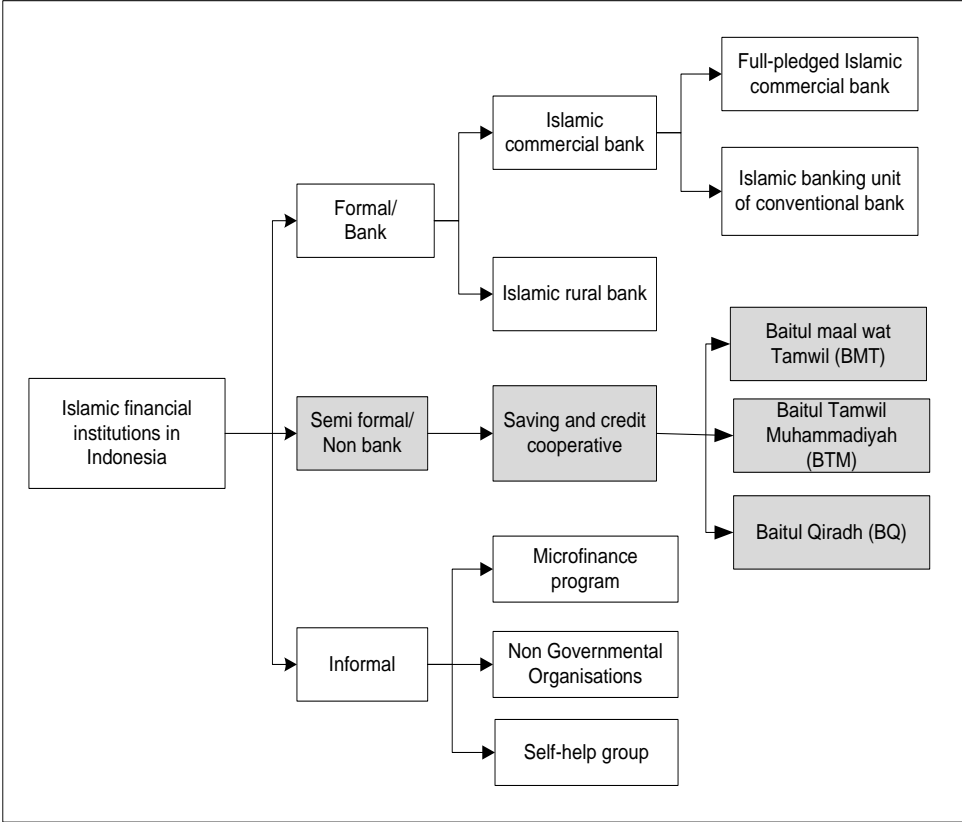 Islamic financial
institutions in
Indonesia
Formal/
Bank
Islamic
commercial bank
Full-pledged Islamic
commercial bank
Islamic banking unit
of conventional bank
Islamic rural bank
Semi formal/
Non bank
Saving and credit
cooperative
Baitul maal wat
Tamwil (BMT)
Baitul Tamwil
Muhammadiyah
(BTM)
Baitul Qiradh (BQ)
Informal
Microfinance
program
Non Governmental
Organisations
Self-help group